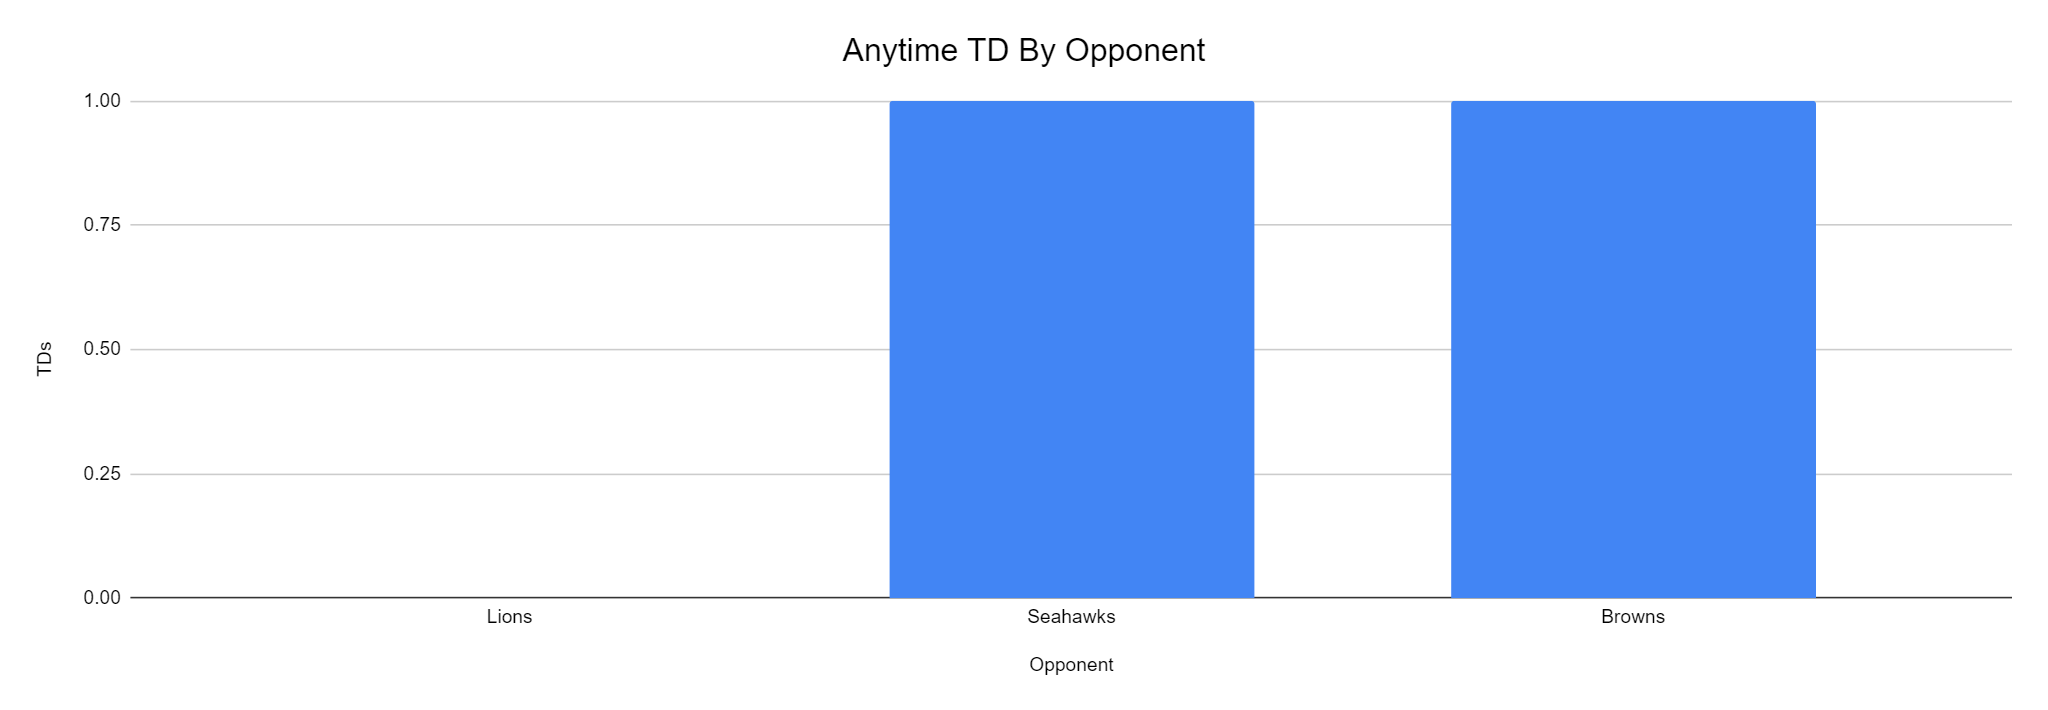 Anytime TD By Opponent
1.00
0.75
0.50
0.25
0.00
TDs
Lions
Seahawks
Browns
Opponent